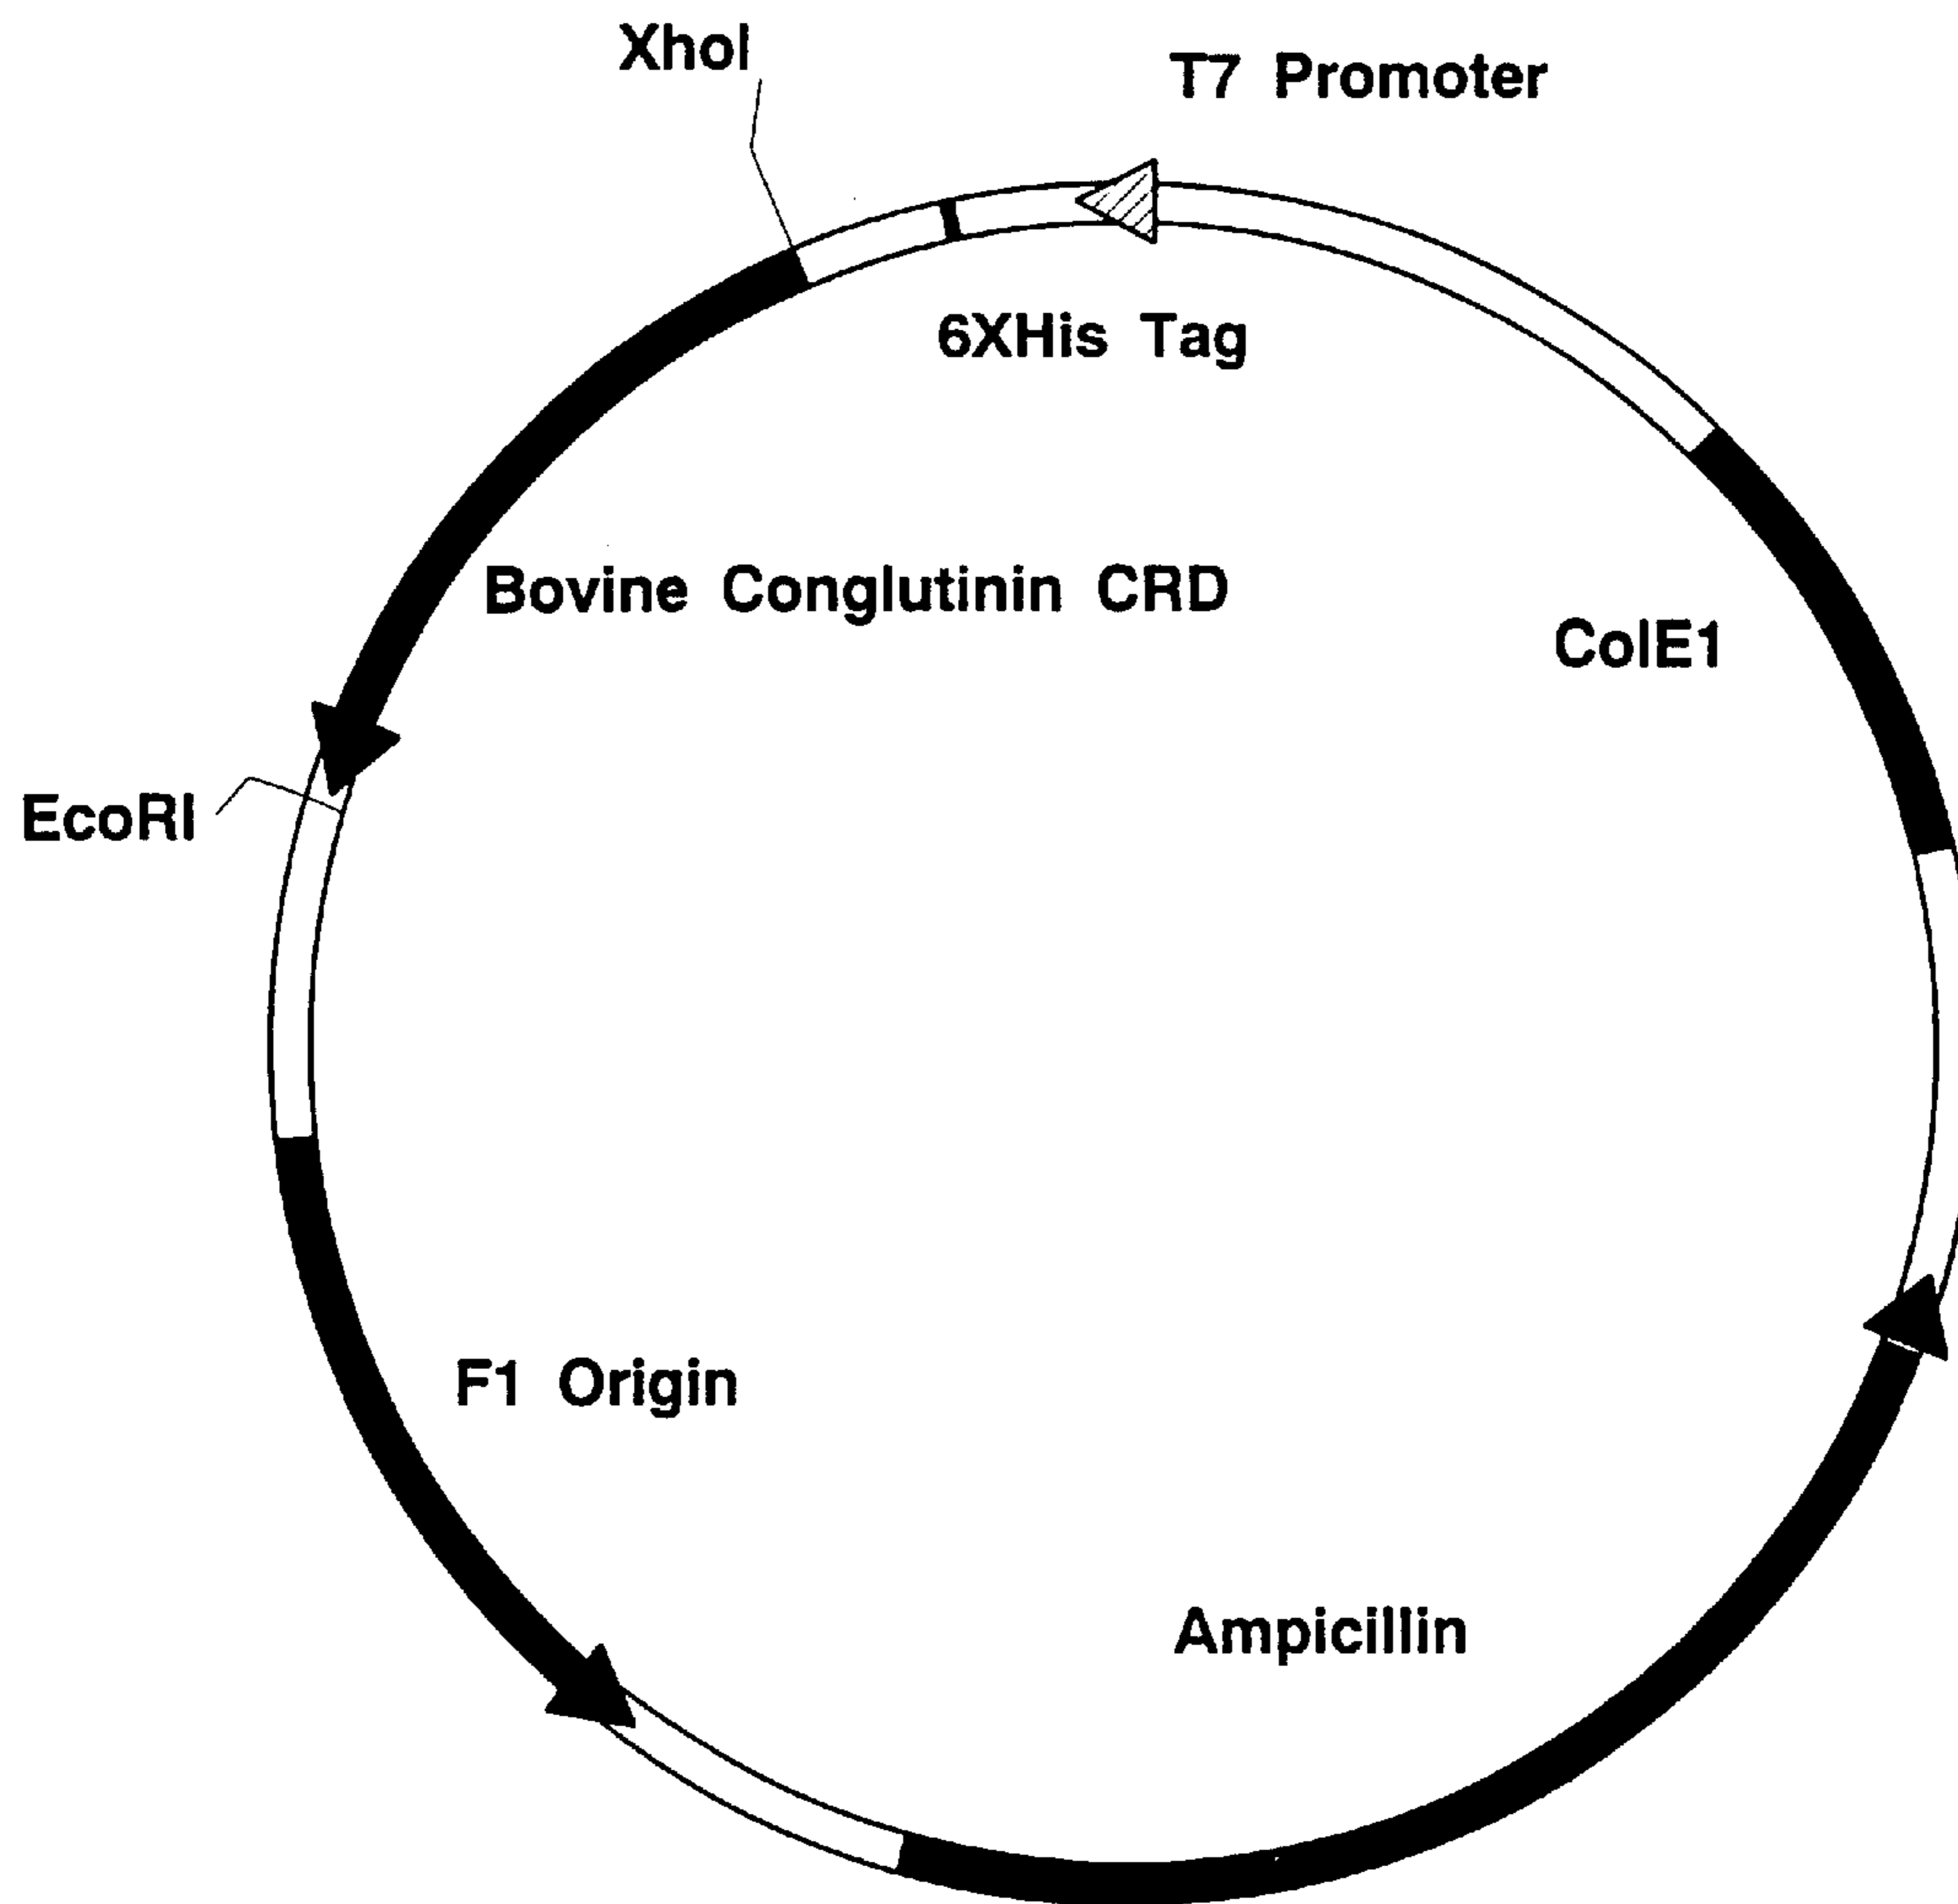 XhoI
T7 Promoter
6XHis Tag
Bovine Conglutinin CRD
ColE1
EcoRI
F1 Origin
Ampicillin